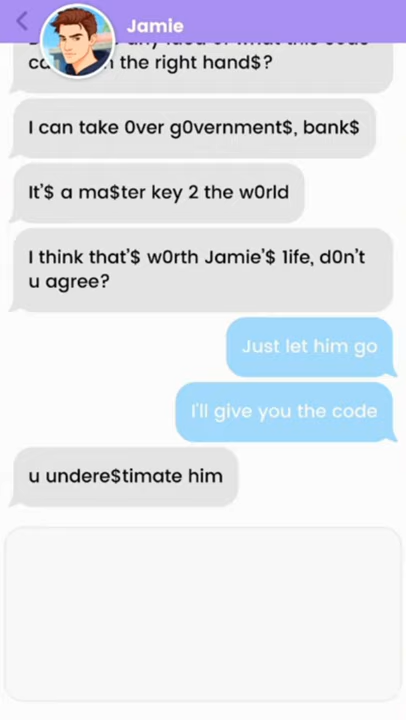 Jamie
the right hand$?
I can take 0ver g0vernment$, bank$
It'$ a ma$ter key 2 the w0rld
I think that'$ w0rth Jamie'$ 1ife, d0n't
u agree?
Just let him go
I'll give you the code
u undere$timate him